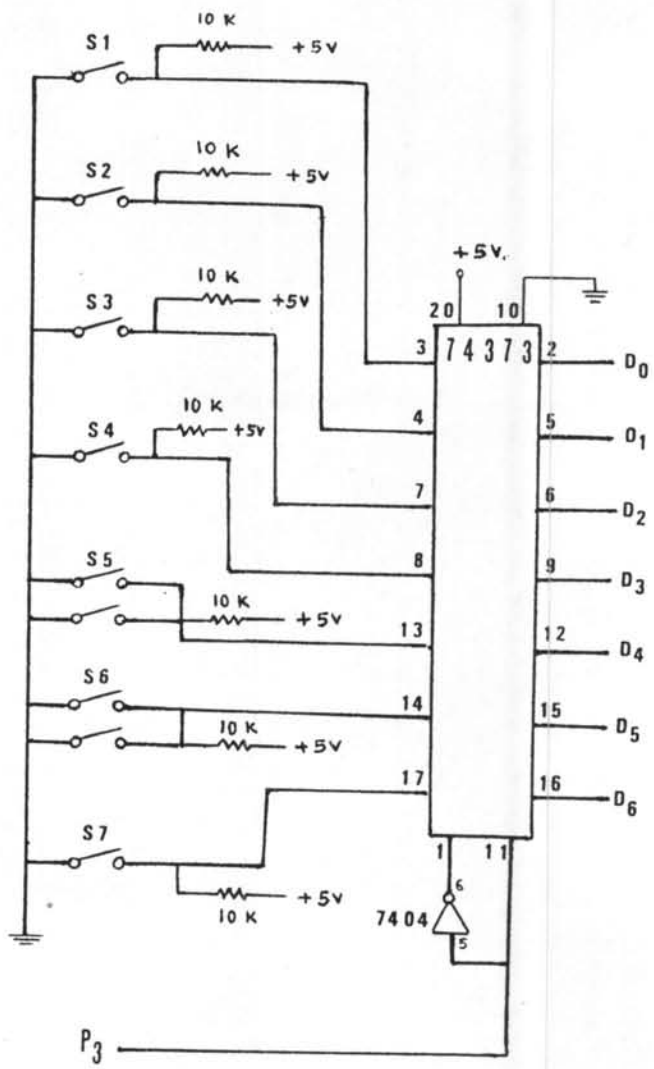 10 K
S1
+5V
10 K
S2
+5V
+5V.
10 K
S3
+5V
20 10
3 74373 2 D0
10 K
S4
+5V
4 5 D1
7 6 D2
8 9 D3
S5
10 K
+5V
13 12 D4
S6
14 15 D5
10 K
+5V
17 16 D6
S7
1 11
10 K
+5V
6
7404
5
P3